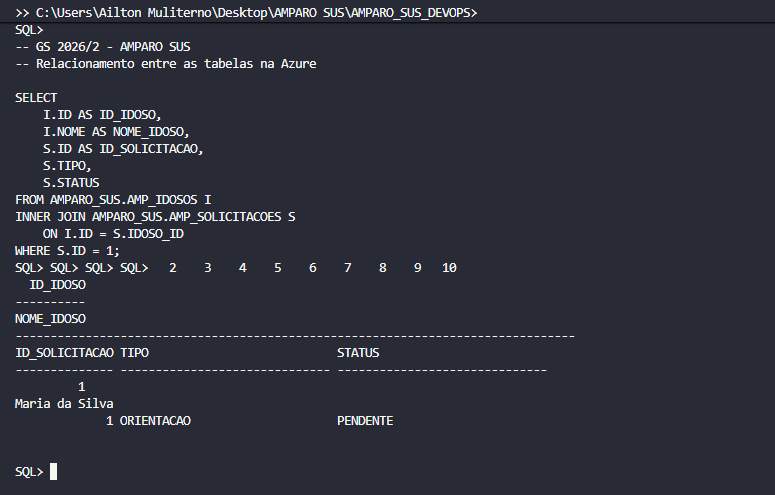 >> C:\Users\Ailton Muliterno\Desktop\AMPARO SUS\AMPARO_SUS_DEVOPS>
SQL>
-- GS 2026/2 - AMPARO SUS
-- Relacionamento entre as tabelas na Azure
SELECT
    I.ID AS ID_IDOSO,
    I.NOME AS NOME_IDOSO,
    S.ID AS ID_SOLICITACAO,
    S.TIPO,
    S.STATUS
FROM AMPARO_SUS.AMP_IDOSOS I
INNER JOIN AMPARO_SUS.AMP_SOLICITACOES S
    ON I.ID = S.IDOSO_ID
WHERE S.ID = 1;
SQL> SQL> SQL> SQL>   2    3    4    5    6    7    8    9   10
  ID_IDOSO
----------
NOME_IDOSO
--------------------------------------------------------------------------------
ID_SOLICITACAO TIPO                           STATUS
-------------- ------------------------------ ------------------------------
         1
Maria da Silva
             1 ORIENTACAO                     PENDENTE
SQL>